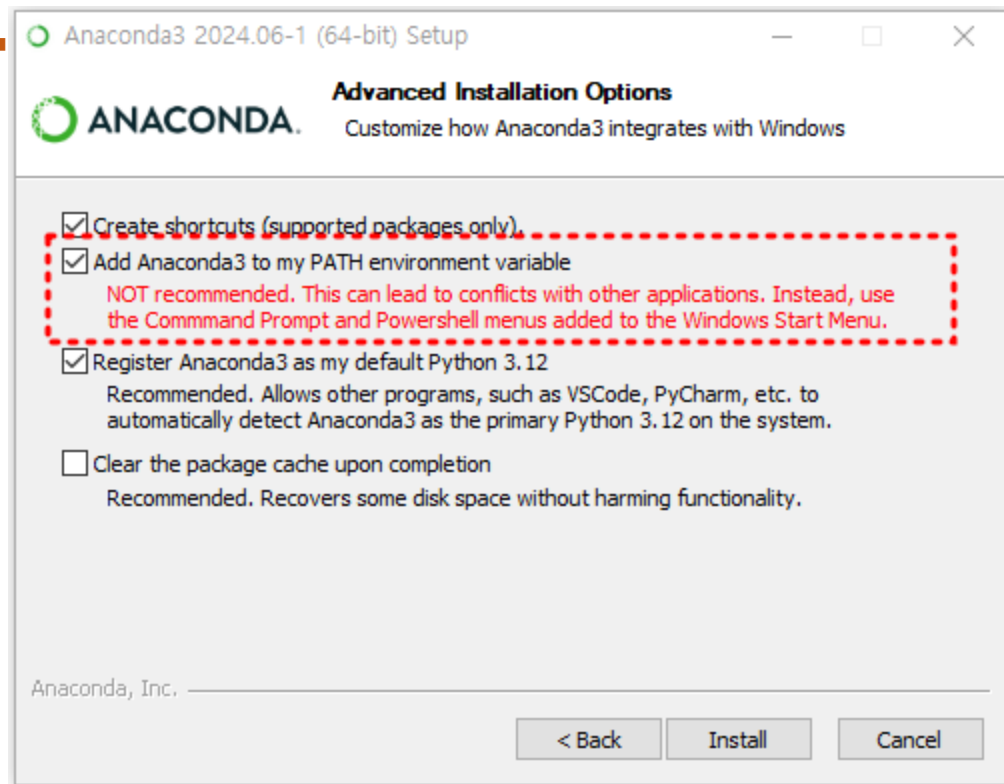 Anaconda3 2024.06-1 (64-bit) Setup
Advanced Installation Options
ANACONDA.
Customize how Anaconda3 integrates with Windows
Create shortcuts (supported packages only).
Add Anaconda3 to my PATH environment variable
NOT recommended. This can lead to conflicts with other applications. Instead, use
the Commmand Prompt and Powershell menus added to the Windows Start Menu.
Register Anaconda3 as my default Python 3.12
Recommended. Allows other programs, such as VSCode, PyCharm, etc. to
automatically detect Anaconda3 as the primary Python 3.12 on the system.
Clear the package cache upon completion
Recommended. Recovers some disk space without harming functionality.
Anaconda, Inc.
< Back
Install
Cancel